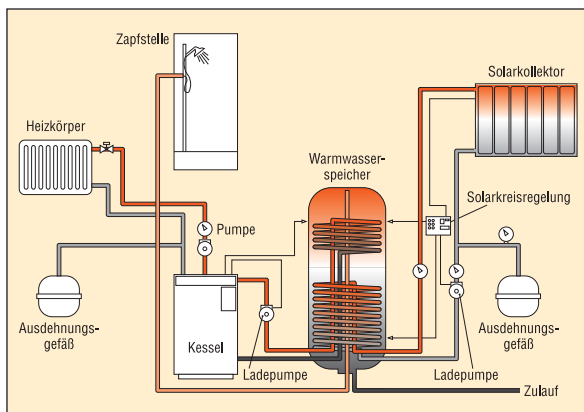 Zapfstelle
Solarkollektor
Heizkörper
Warmwasser-
speicher
Solarkreisregelung
Pumpe
Ausdehnungs-
gefäß
Kessel
Ladepumpe
Ladepumpe
Ausdehnungs-
gefäß
Zulauf